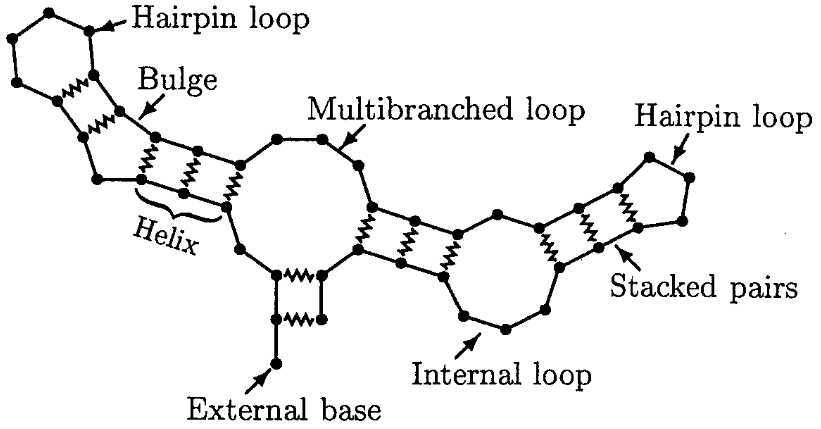 Hairpin loop
Bulge
Multibranched loop
Hairpin loop
Helix
Stacked pairs
Internal loop
External base